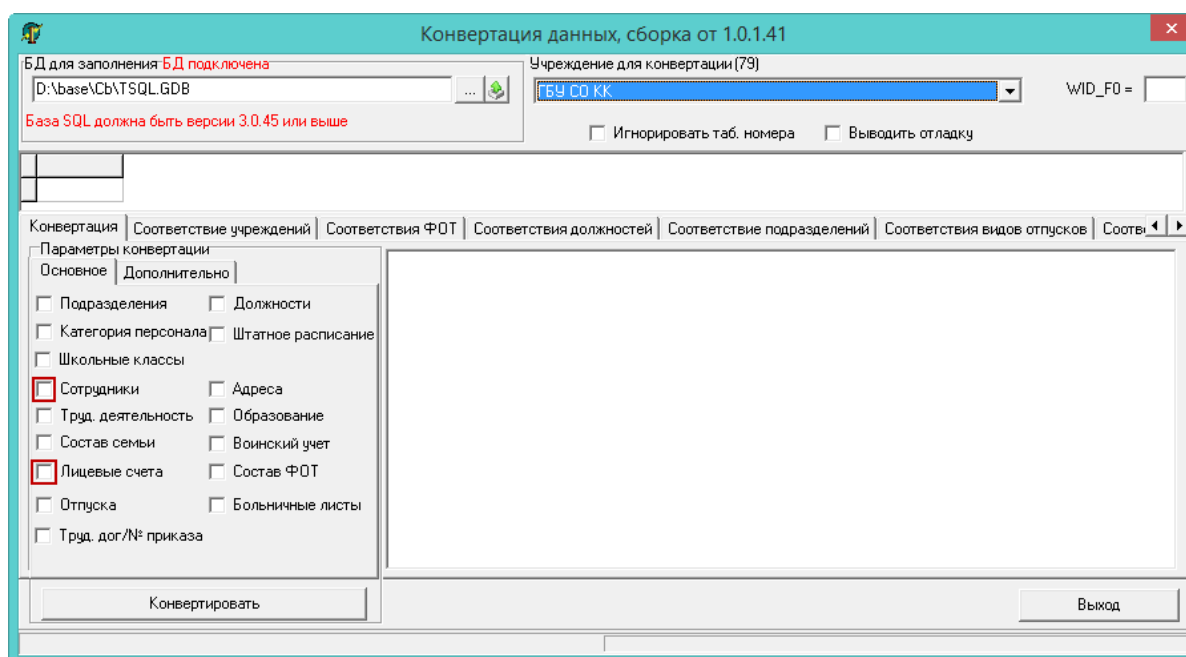 Конвертация данных, сборка от 1.0.1.41
БД для заполнения БД подключена
Учреждение для конвертации (79)
D:\base\Cb\TSQL.GDB
...
ГБУ СО КК
WID_F0 =
База SQL должна быть версии 3.0.45 или выше
Игнорировать таб. номера
Выводить отладку
Конвертация Соответствие учреждений Соответствия ФОТ Соответствия должностей Соответствие подразделений Соответствия видов отпусков Соотв
Параметры конвертации
Основное Дополнительно
Подразделения Должности
Категория персонала Штатное расписание
Школьные классы
Сотрудники Адреса
Труд. деятельность Образование
Состав семьи Воинский учет
Лицевые счета Состав ФОТ
Отпуска Больничные листы
Труд. дог/№ приказа
Конвертировать
Выход